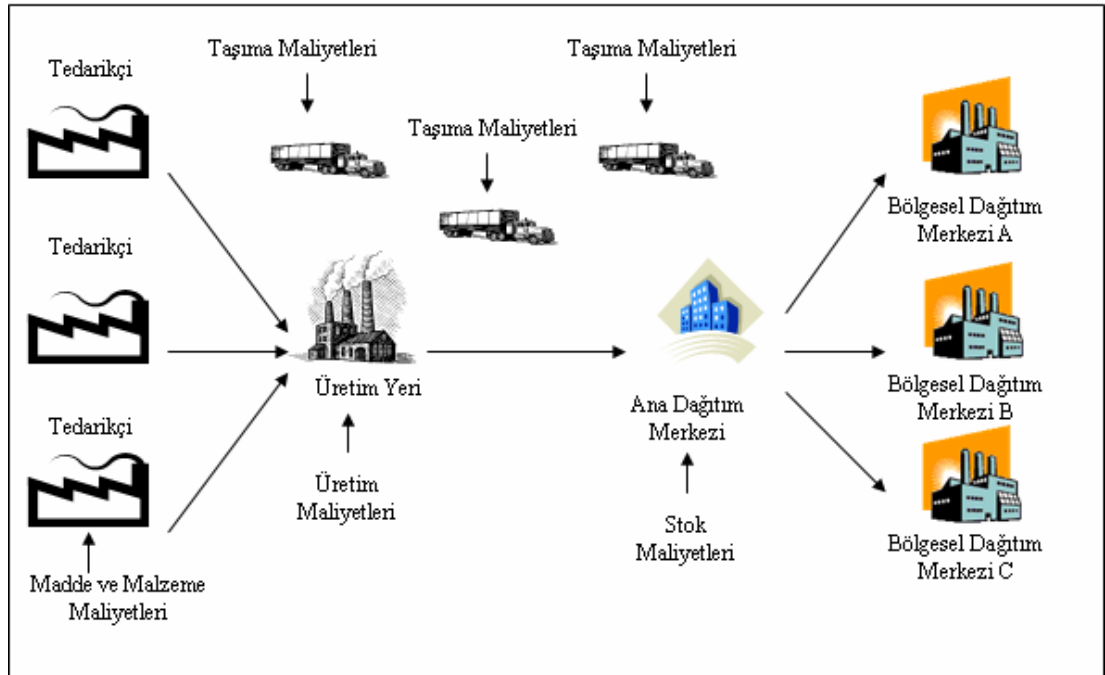 Tedarikçi
Taşıma Maliyetleri
Taşıma Maliyetleri
Taşıma Maliyetleri
Bölgesel Dağıtım
Merkezi A
Tedarikçi
Üretim Yeri
Ana Dağıtım
Merkezi
Bölgesel Dağıtım
Merkezi B
Tedarikçi
Üretim
Maliyetleri
Stok
Maliyetleri
Bölgesel Dağıtım
Merkezi C
Madde ve Malzeme
Maliyetleri